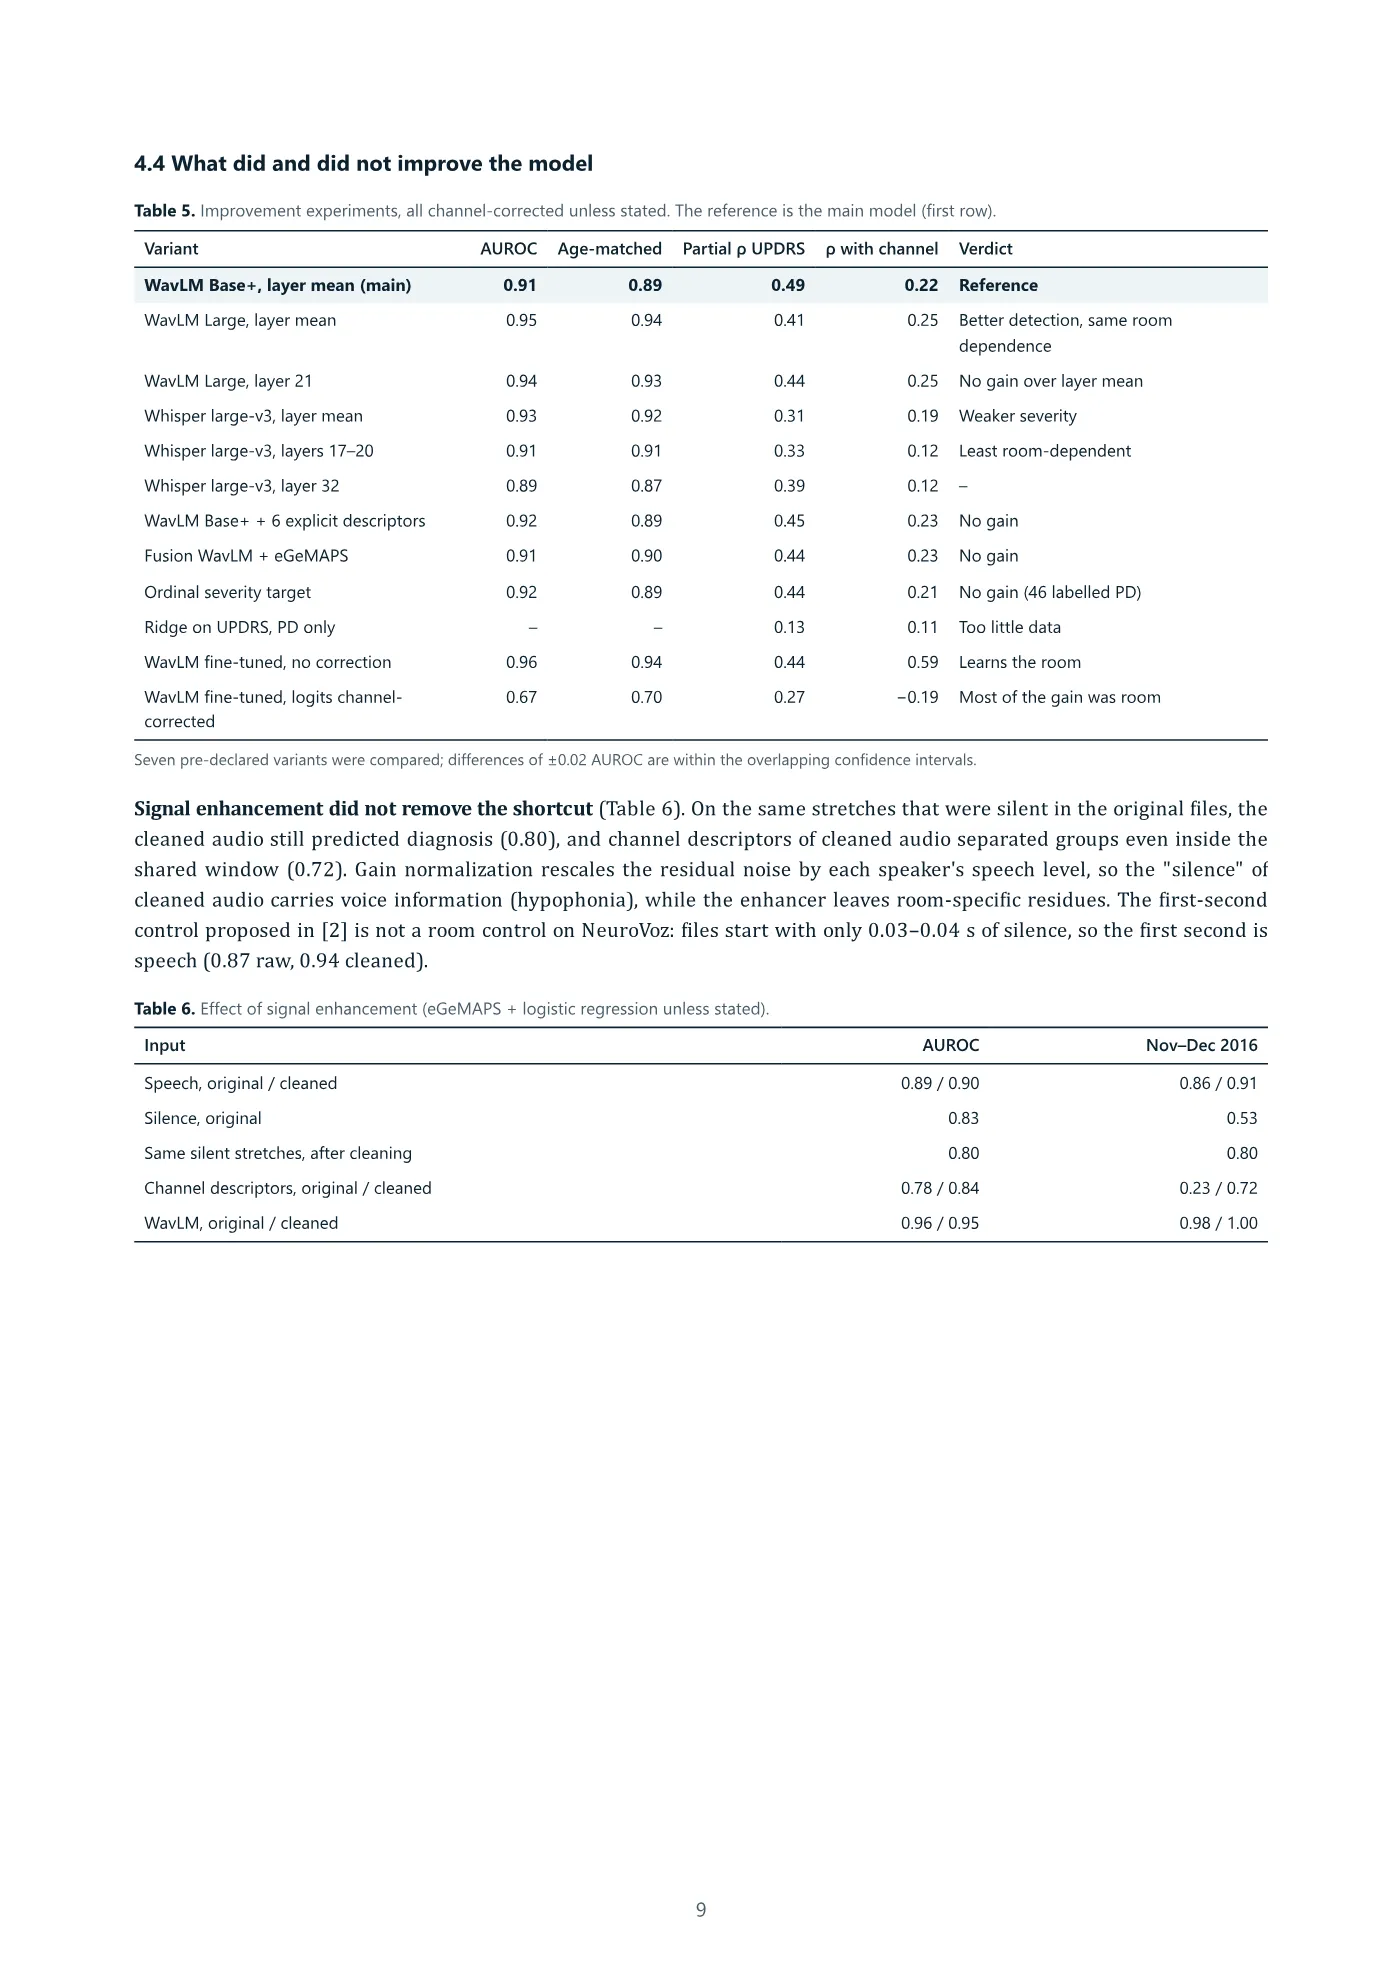 4.4 What did and did not improve the model
Table 5. Improvement experiments, all channel-corrected unless stated. The reference is the main model (first row).
Variant AUROC Age-matched Partial ρ UPDRS ρ with channel Verdict
WavLM Base+, layer mean (main) 0.91 0.89 0.49 0.22 Reference
WavLM Large, layer mean 0.95 0.94 0.41 0.25 Better detection, same room
dependence
WavLM Large, layer 21 0.94 0.93 0.44 0.25 No gain over layer mean
Whisper large-v3, layer mean 0.93 0.92 0.31 0.19 Weaker severity
Whisper large-v3, layers 17–20 0.91 0.91 0.33 0.12 Least room-dependent
Whisper large-v3, layer 32 0.89 0.87 0.39 0.12 –
WavLM Base+ + 6 explicit descriptors 0.92 0.89 0.45 0.23 No gain
Fusion WavLM + eGeMAPS 0.91 0.90 0.44 0.23 No gain
Ordinal severity target 0.92 0.89 0.44 0.21 No gain (46 labelled PD)
Ridge on UPDRS, PD only – – 0.13 0.11 Too little data
WavLM fine-tuned, no correction 0.96 0.94 0.44 0.59 Learns the room
WavLM fine-tuned, logits channel- 0.67 0.70 0.27 −0.19 Most of the gain was room
corrected
Seven pre-declared variants were compared; differences of ±0.02 AUROC are within the overlapping confidence intervals.
Signal enhancement did not remove the shortcut (Table 6). On the same stretches that were silent in the original files, the
cleaned audio still predicted diagnosis (0.80), and channel descriptors of cleaned audio separated groups even inside the
shared window (0.72). Gain normalization rescales the residual noise by each speaker's speech level, so the "silence" of
cleaned audio carries voice information (hypophonia), while the enhancer leaves room-specific residues. The first-second
control proposed in [2] is not a room control on NeuroVoz: files start with only 0.03–0.04 s of silence, so the first second is
speech (0.87 raw, 0.94 cleaned).
Table 6. Effect of signal enhancement (eGeMAPS + logistic regression unless stated).
Input AUROC Nov–Dec 2016
Speech, original / cleaned 0.89 / 0.90 0.86 / 0.91
Silence, original 0.83 0.53
Same silent stretches, after cleaning 0.80 0.80
Channel descriptors, original / cleaned 0.78 / 0.84 0.23 / 0.72
WavLM, original / cleaned 0.96 / 0.95 0.98 / 1.00
9